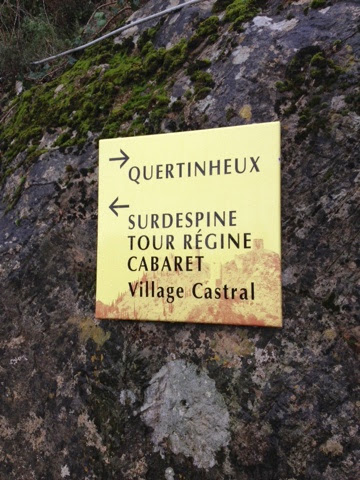 →
QUERTINHEUX
←
SURDESPINE
TOUR RÉGINE
CABARET
Village Castral